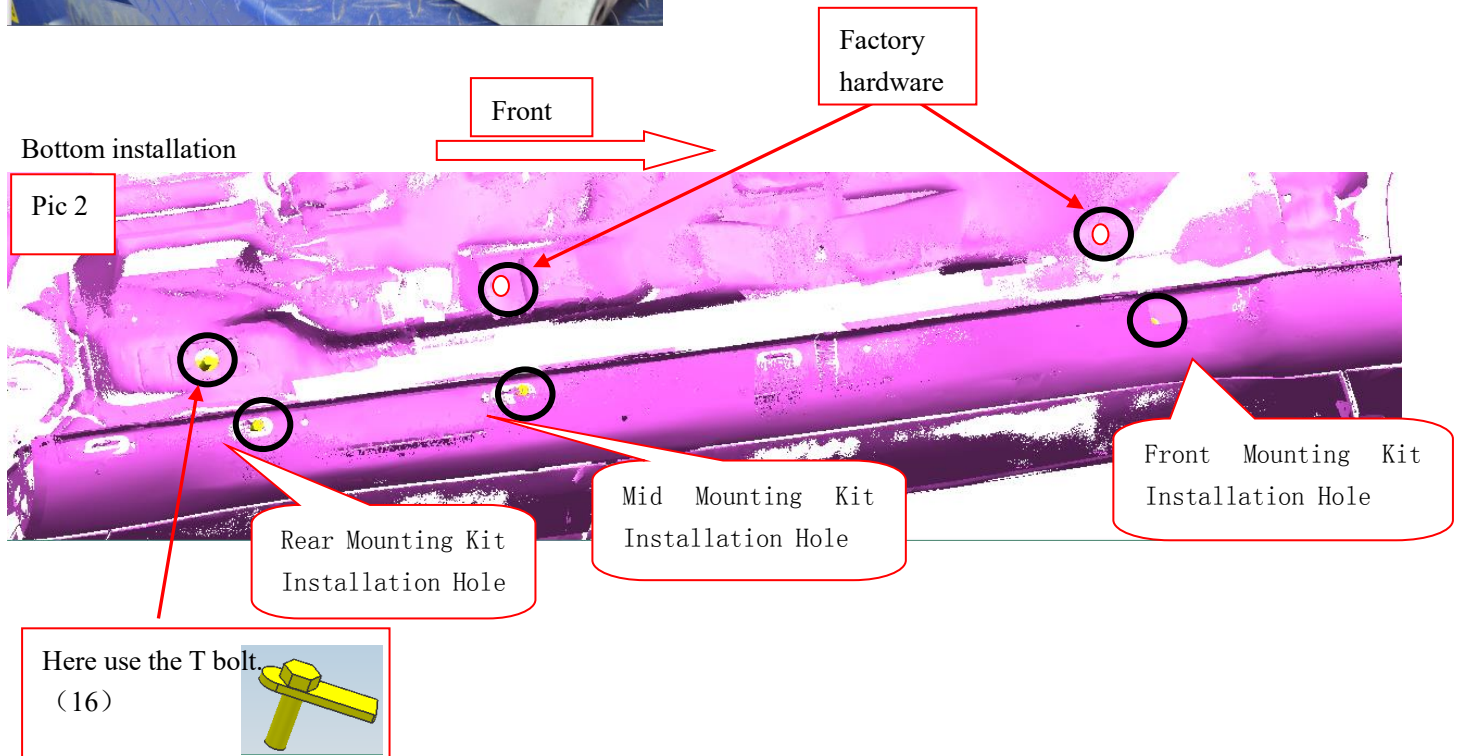 Factory
hardware
Front
Bottom installation
Pic 2
Front Mounting Kit
Installation Hole
Mid Mounting Kit
Installation Hole
Rear Mounting Kit
Installation Hole
Here use the T bolt.
（16）